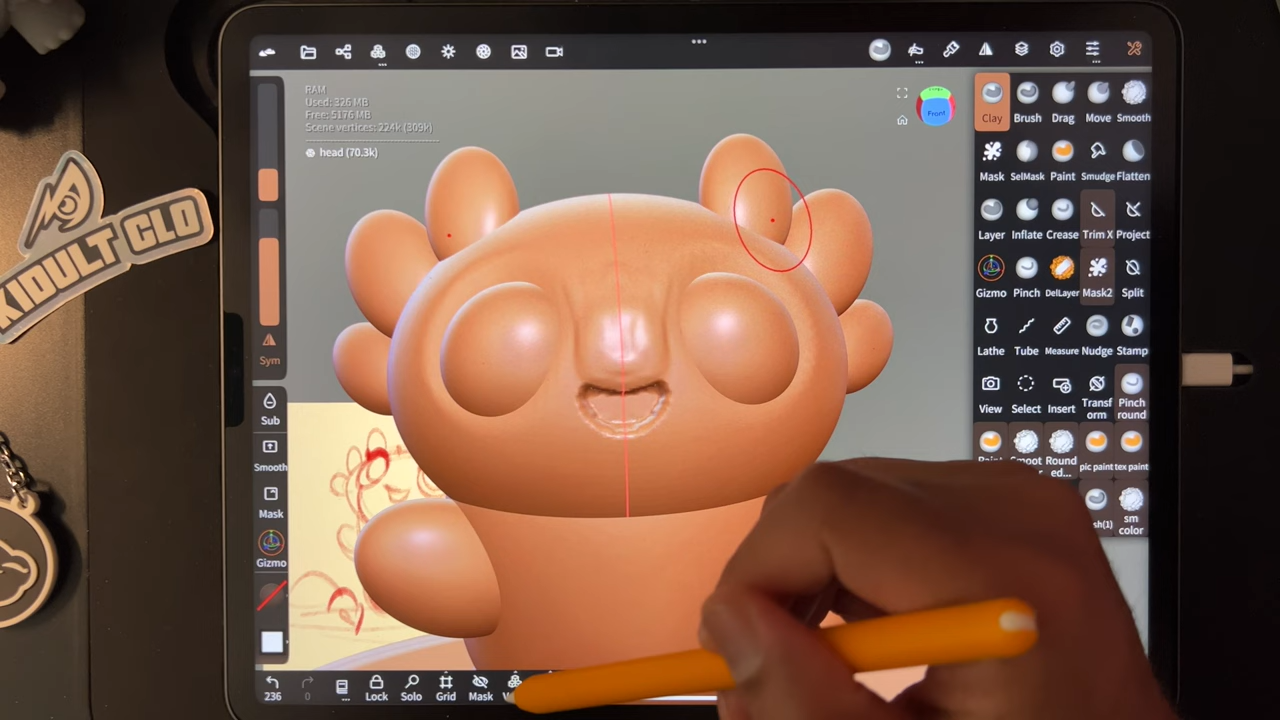 RAM
Used: 326 MB
Free: 5176 MB
Scene vertices: 224k (309k)
head (70.3k)
Front
Clay Brush Drag Move Smooth
Mask SelMask Paint Smudge Flatten
Layer Inflate Crease Trim X Project
Gizmo Pinch DelLayer Mask2 Split
Lathe Tube Measure Nudge Stamp
View Select Insert Transf orm Pinch round
Round ed... pic paint tex paint
sm color
Sym
Sub
Smooth
Mask
Gizmo
236 0 Lock Solo Grid Mask
KIDULT CLO